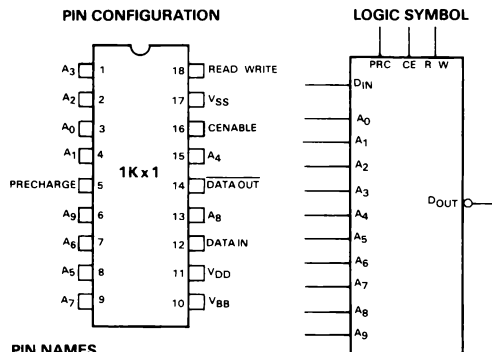 PIN CONFIGURATION
A3 1
A2 2
A0 3
A1 4
PRECHARGE 5
A9 6
A6 7
A5 8
A7 9
1K x 1
18 READ WRITE
17 VSS
16 CENABLE
15 A4
14 DATA OUT
13 A8
12 DATA IN
11 VDD
10 VBB
LOGIC SYMBOL
PRC CE R W
DIN
A0
A1
A2
A3
A4
A5
A6
A7
A8
A9
DOUT
PIN NAMES